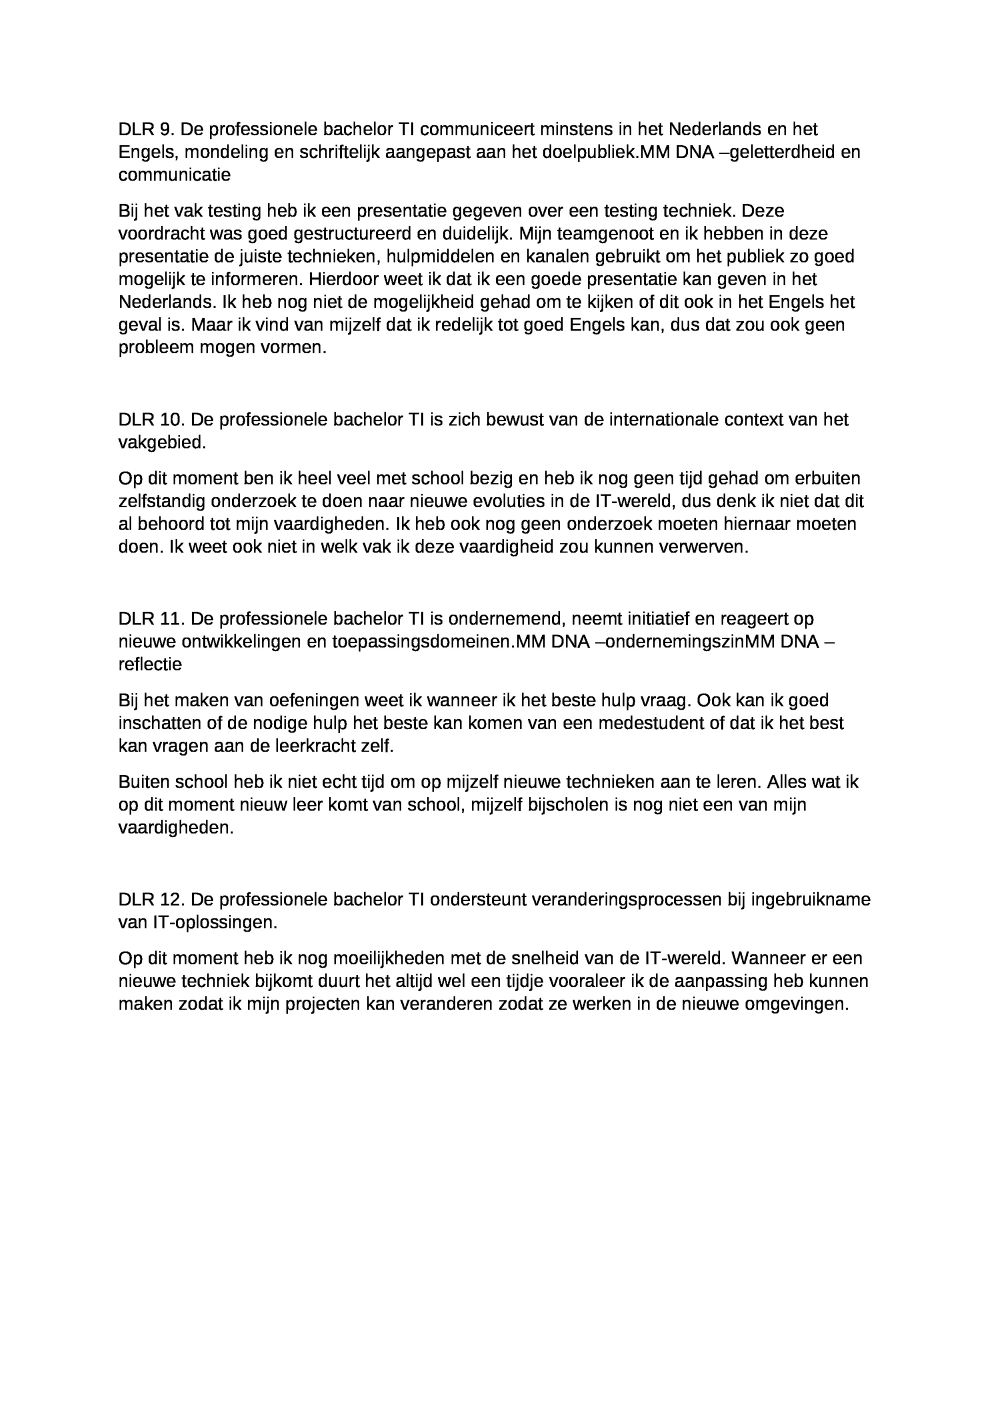 DLR 9. De professionele bachelor TI communiceert minstens in het Nederlands en het
Engels, mondeling en schriftelijk aangepast aan het doelpubliek.MM DNA –geletterdheid en
communicatie
Bij het vak testing heb ik een presentatie gegeven over een testing techniek. Deze
voordracht was goed gestructureerd en duidelijk. Mijn teamgenoot en ik hebben in deze
presentatie de juiste technieken, hulpmiddelen en kanalen gebruikt om het publiek zo goed
mogelijk te informeren. Hierdoor weet ik dat ik een goede presentatie kan geven in het
Nederlands. Ik heb nog niet de mogelijkheid gehad om te kijken of dit ook in het Engels het
geval is. Maar ik vind van mijzelf dat ik redelijk tot goed Engels kan, dus dat zou ook geen
probleem mogen vormen.
DLR 10. De professionele bachelor TI is zich bewust van de internationale context van het
vakgebied.
Op dit moment ben ik heel veel met school bezig en heb ik nog geen tijd gehad om erbuiten
zelfstandig onderzoek te doen naar nieuwe evoluties in de IT-wereld, dus denk ik niet dat dit
al behoord tot mijn vaardigheden. Ik heb ook nog geen onderzoek moeten hiernaar moeten
doen. Ik weet ook niet in welk vak ik deze vaardigheid zou kunnen verwerven.
DLR 11. De professionele bachelor TI is ondernemend, neemt initiatief en reageert op
nieuwe ontwikkelingen en toepassingsdomeinen.MM DNA –ondernemingszinMM DNA –
reflectie
Bij het maken van oefeningen weet ik wanneer ik het beste hulp vraag. Ook kan ik goed
inschatten of de nodige hulp het beste kan komen van een medestudent of dat ik het best
kan vragen aan de leerkracht zelf.
Buiten school heb ik niet echt tijd om op mijzelf nieuwe technieken aan te leren. Alles wat ik
op dit moment nieuw leer komt van school, mijzelf bijscholen is nog niet een van mijn
vaardigheden.
DLR 12. De professionele bachelor TI ondersteunt veranderingsprocessen bij ingebruikname
van IT-oplossingen.
Op dit moment heb ik nog moeilijkheden met de snelheid van de IT-wereld. Wanneer er een
nieuwe techniek bijkomt duurt het altijd wel een tijdje vooraleer ik de aanpassing heb kunnen
maken zodat ik mijn projecten kan veranderen zodat ze werken in de nieuwe omgevingen.